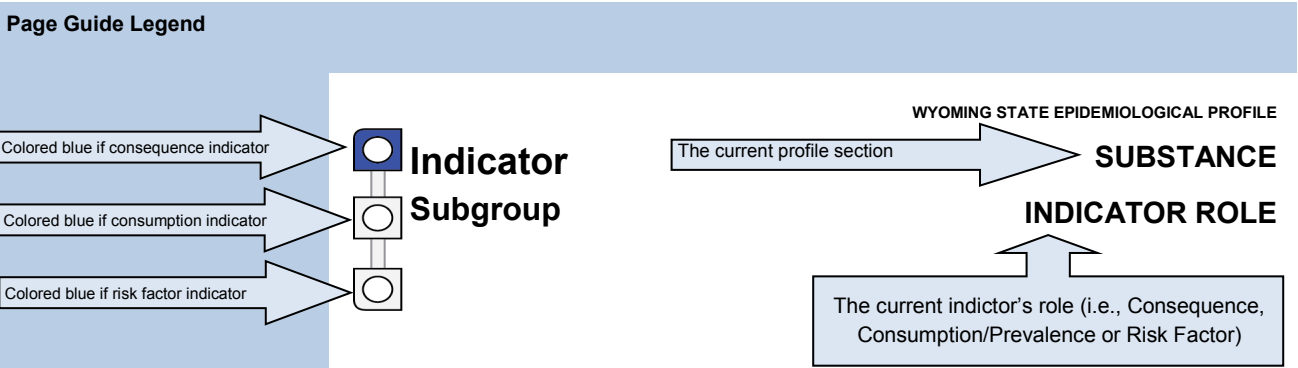 Page Guide Legend
WYOMING STATE EPIDEMIOLOGICAL PROFILE
Colored blue if consequence indicator
Indicator
The current profile section
SUBSTANCE
Colored blue if consumption indicator
Subgroup
INDICATOR ROLE
Colored blue if risk factor indicator
The current indictor's role (i.e., Consequence,
Consumption/Prevalence or Risk Factor)